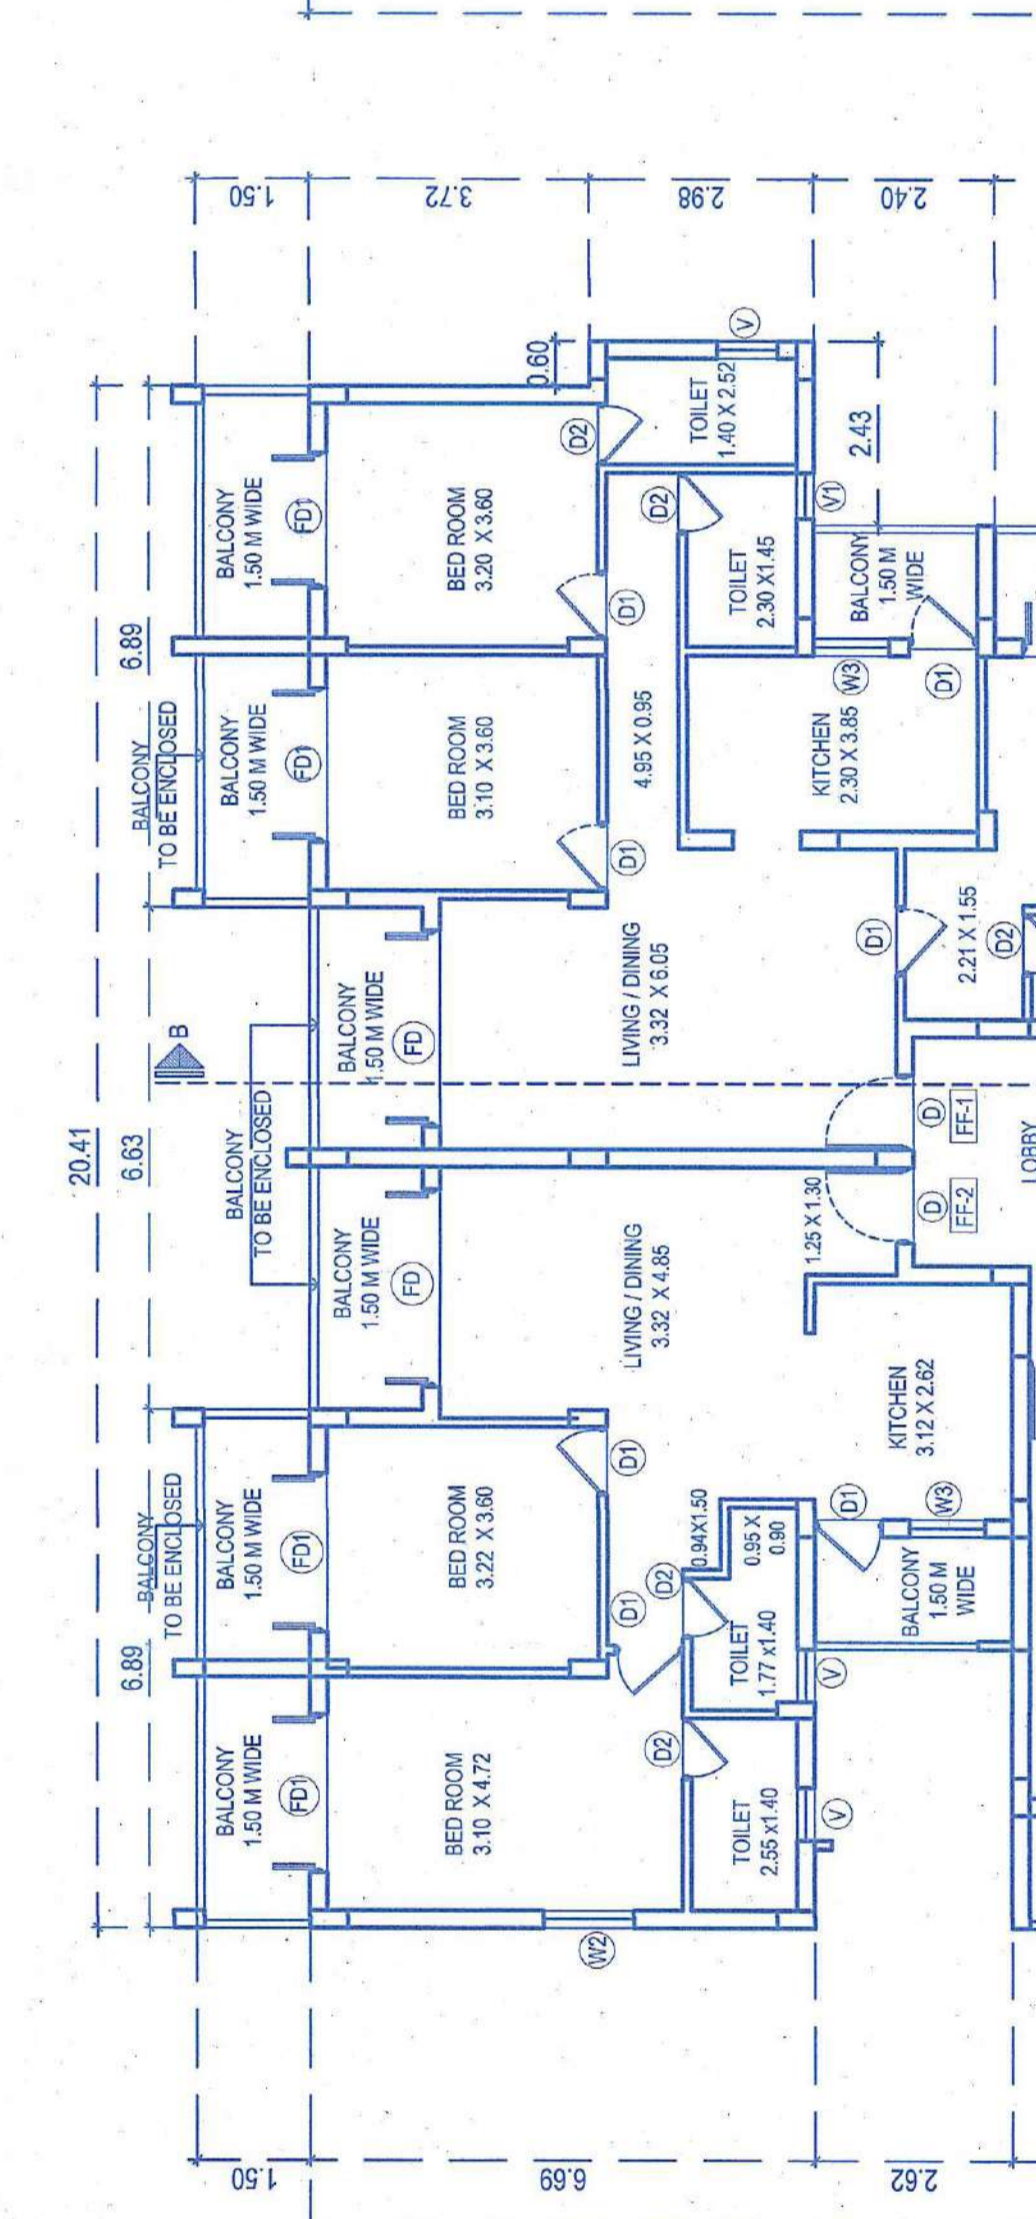 20.41
6.89
6.63
6.89
BALCONY
TO BE ENCLOSED
BALCONY
TO BE ENCLOSED
BALCONY
TO BE ENCLOSED
B
1.50
6.69
2.62
1.50
3.72
2.98
2.40
0.60
2.43
BALCONY
1.50 M WIDE
FD1
BALCONY
1.50 M WIDE
FD1
BALCONY
1.50 M WIDE
FD
BALCONY
1.50 M WIDE
FD
BALCONY
1.50 M WIDE
FD1
BALCONY
1.50 M WIDE
FD1
BED ROOM
3.10 X 4.72
BED ROOM
3.22 X 3.60
BED ROOM
3.10 X 3.60
BED ROOM
3.20 X 3.60
W2
D1
D1
D1
D1
D2
LIVING / DINING
3.32 X 4.85
LIVING / DINING
3.32 X 6.05
4.95 X 0.95
D2
D2
D2
0.94X1.50
0.95 X
0.90
TOILET
2.55 x1.40
TOILET
1.77 x1.40
TOILET
2.30 X1.45
TOILET
1.40 X 2.52
V
V
V
V1
1.25 X 1.30
D1
W3
BALCONY
1.50 M
WIDE
KITCHEN
3.12 X 2.62
KITCHEN
2.30 X 3.85
W3
D1
BALCONY
1.50 M
WIDE
D
FF-2
D
FF-1
D1
2.21 X 1.55
D2
LOBBY